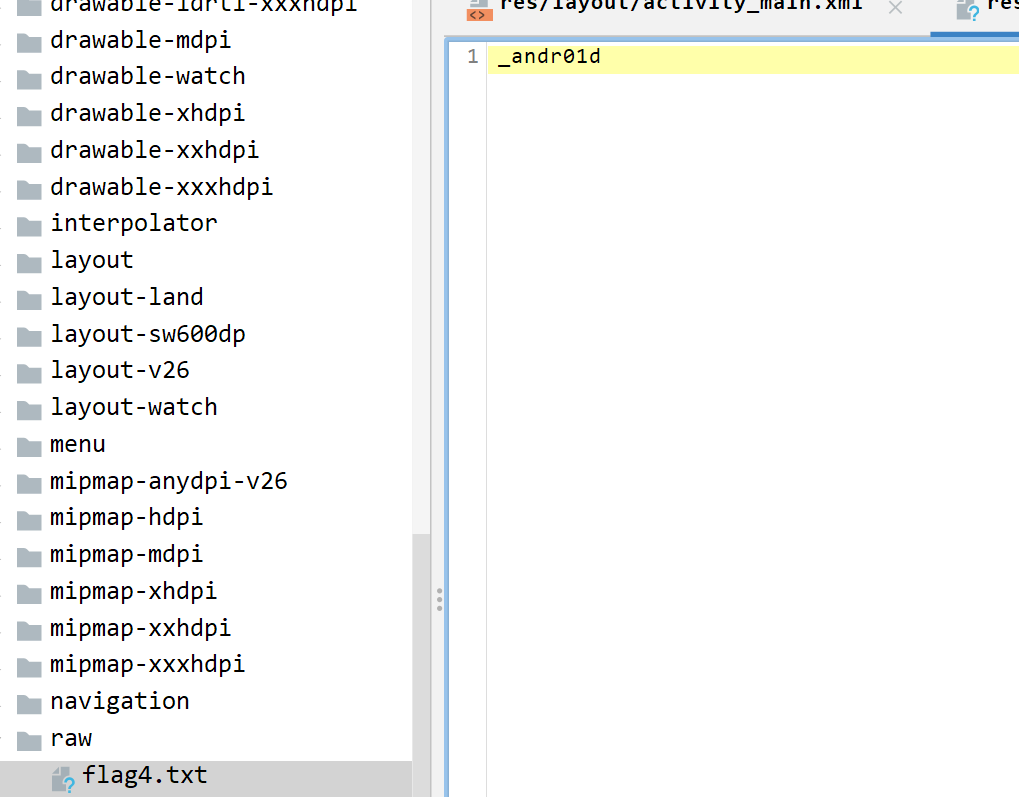 drawable-ldrtl-xxxhdpi
drawable-mdpi
drawable-watch
drawable-xhdpi
drawable-xxhdpi
drawable-xxxhdpi
interpolator
layout
layout-land
layout-sw600dp
layout-v26
layout-watch
menu
mipmap-anydpi-v26
mipmap-hdpi
mipmap-mdpi
mipmap-xhdpi
mipmap-xxhdpi
mipmap-xxxhdpi
navigation
raw
flag4.txt
res/layout/activity_main.xml
res
1 _andr01d